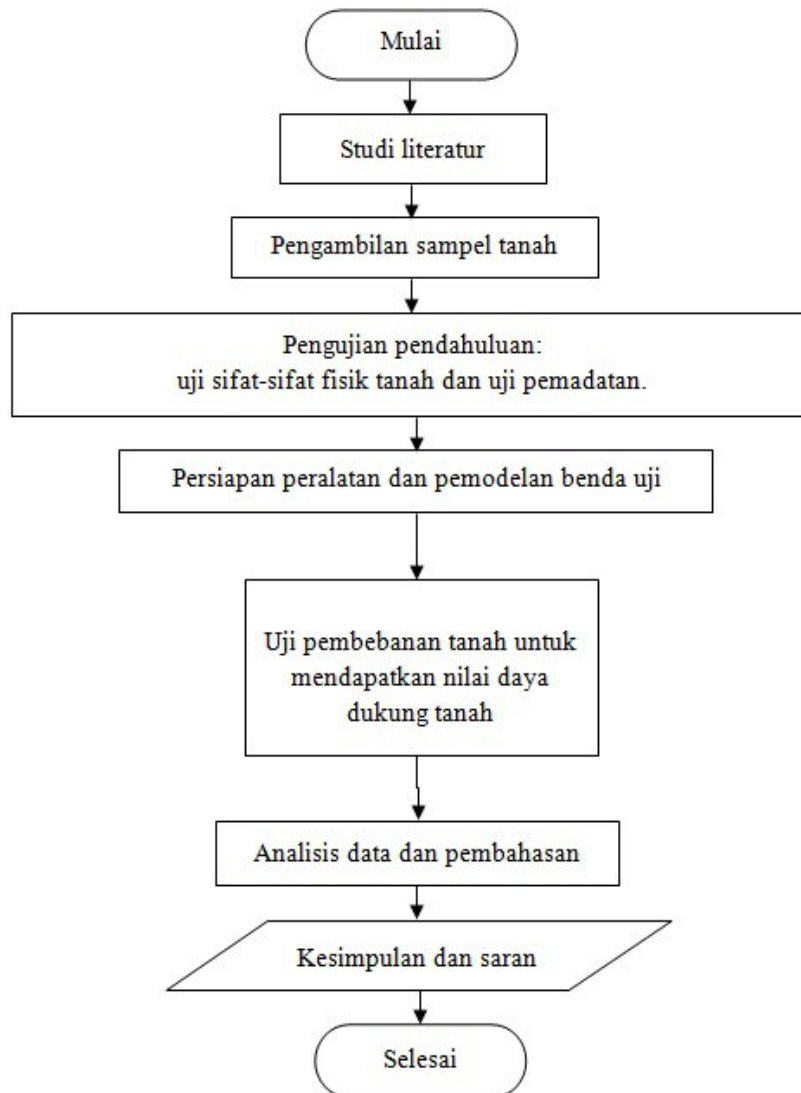 Mulai
Studi literatur
Pengambilan sampel tanah
Pengujian pendahuluan:
uji sifat-sifat fisik tanah dan uji pemadatan.
Persiapan peralatan dan pemodelan benda uji
Uji pembebanan tanah untuk
mendapatkan nilai daya
dukung tanah
Analisis data dan pembahasan
Kesimpulan dan saran
Selesai